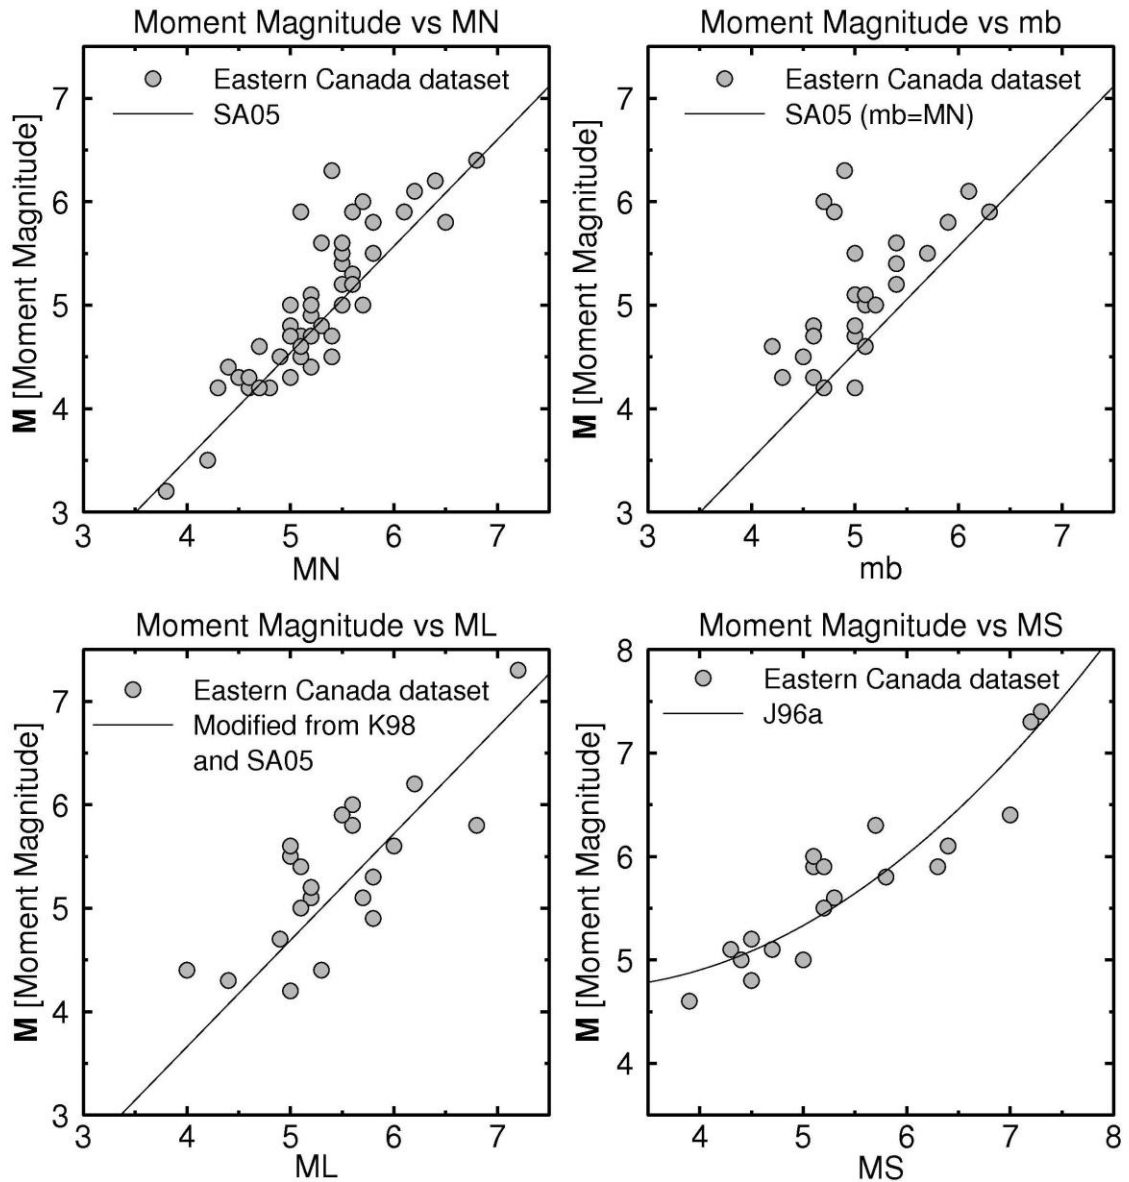 Moment Magnitude vs MN
Eastern Canada dataset
SA05
M [Moment Magnitude]
7
6
5
4
3
3 4 5 6 7
MN
Moment Magnitude vs mb
Eastern Canada dataset
SA05 (mb=MN)
M [Moment Magnitude]
7
6
5
4
3
3 4 5 6 7
mb
Moment Magnitude vs ML
Eastern Canada dataset
Modified from K98
and SA05
M [Moment Magnitude]
7
6
5
4
3
3 4 5 6 7
ML
Moment Magnitude vs MS
Eastern Canada dataset
J96a
M [Moment Magnitude]
8
7
6
5
4
4 5 6 7 8
MS